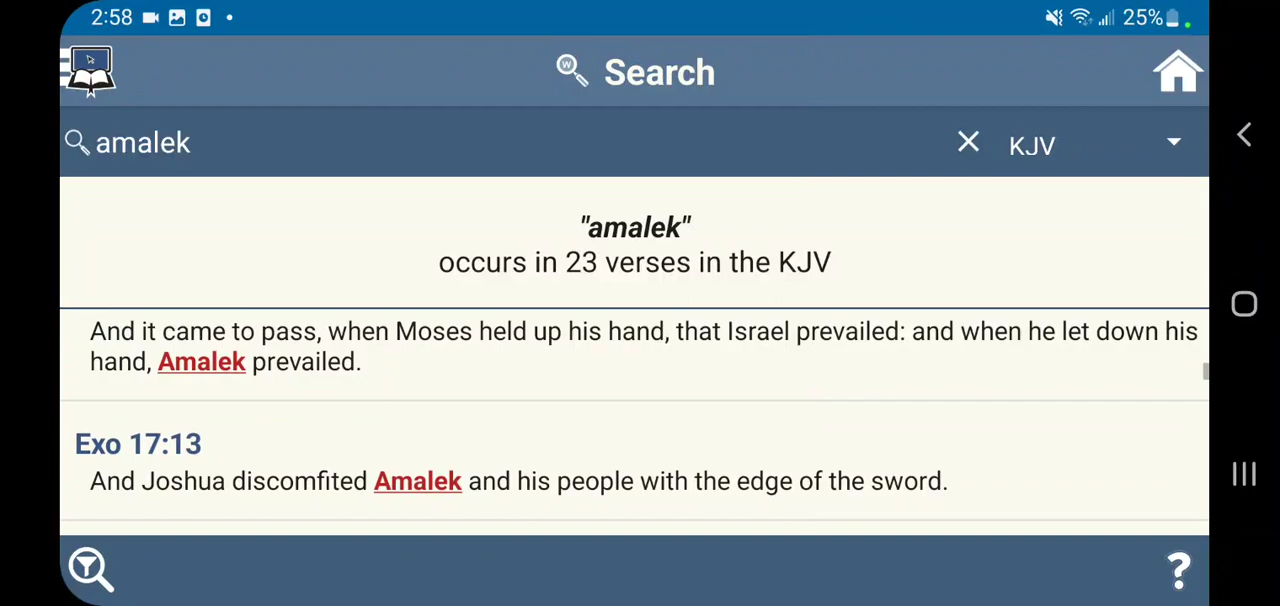 2:58
25%
W
Search
amalek
KJV
"amalek"
occurs in 23 verses in the KJV
And it came to pass, when Moses held up his hand, that Israel prevailed: and when he let down his
hand, Amalek prevailed.
Exo 17:13
And Joshua discomfited Amalek and his people with the edge of the sword.
?